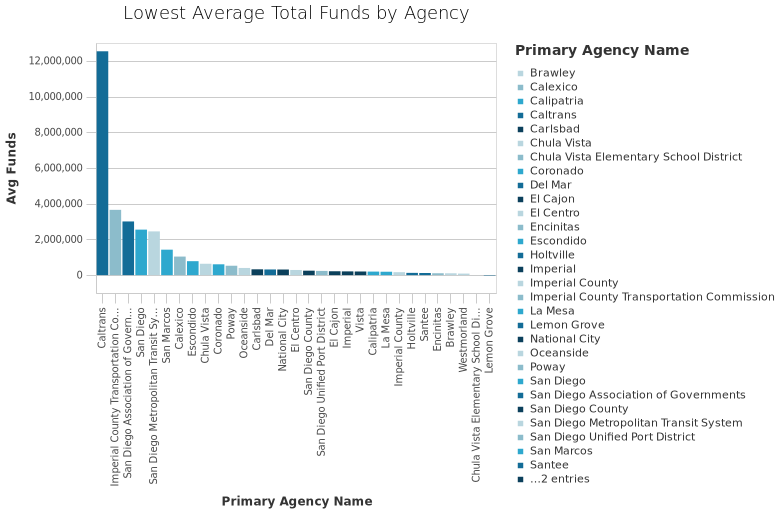 Lowest Average Total Funds by Agency
Avg Funds
12,000,000
10,000,000
8,000,000
6,000,000
4,000,000
2,000,000
0
Caltrans
Imperial County Transportation Co…
San Diego Association of Govern…
San Diego
San Diego Metropolitan Transit Sy…
San Marcos
Calexico
Escondido
Chula Vista
Coronado
Poway
Oceanside
Carlsbad
Del Mar
National City
El Centro
San Diego County
San Diego Unified Port District
El Cajon
Imperial
Vista
Calipatria
La Mesa
Imperial County
Holtville
Santee
Encinitas
Brawley
Westmorland
Chula Vista Elementary School Di…
Lemon Grove
Primary Agency Name
Primary Agency Name
Brawley
Calexico
Calipatria
Caltrans
Carlsbad
Chula Vista
Chula Vista Elementary School District
Coronado
Del Mar
El Cajon
El Centro
Encinitas
Escondido
Holtville
Imperial
Imperial County
Imperial County Transportation Commission
La Mesa
Lemon Grove
National City
Oceanside
Poway
San Diego
San Diego Association of Governments
San Diego County
San Diego Metropolitan Transit System
San Diego Unified Port District
San Marcos
Santee
…2 entries